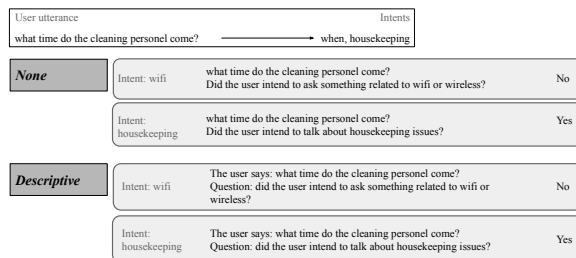 User utterance Intents
what time do the cleaning personel come? when, housekeeping
None
Intent: wifi
what time do the cleaning personel come?
Did the user intend to ask something related to wifi or wireless?
No
Intent:
housekeeping
what time do the cleaning personel come?
Did the user intend to talk about housekeeping issues?
Yes
Descriptive
Intent: wifi
The user says: what time do the cleaning personel come?
Question: did the user intend to ask something related to wifi or
wireless?
No
Intent:
housekeeping
The user says: what time do the cleaning personel come?
Question: did the user intend to talk about housekeeping issues?
Yes